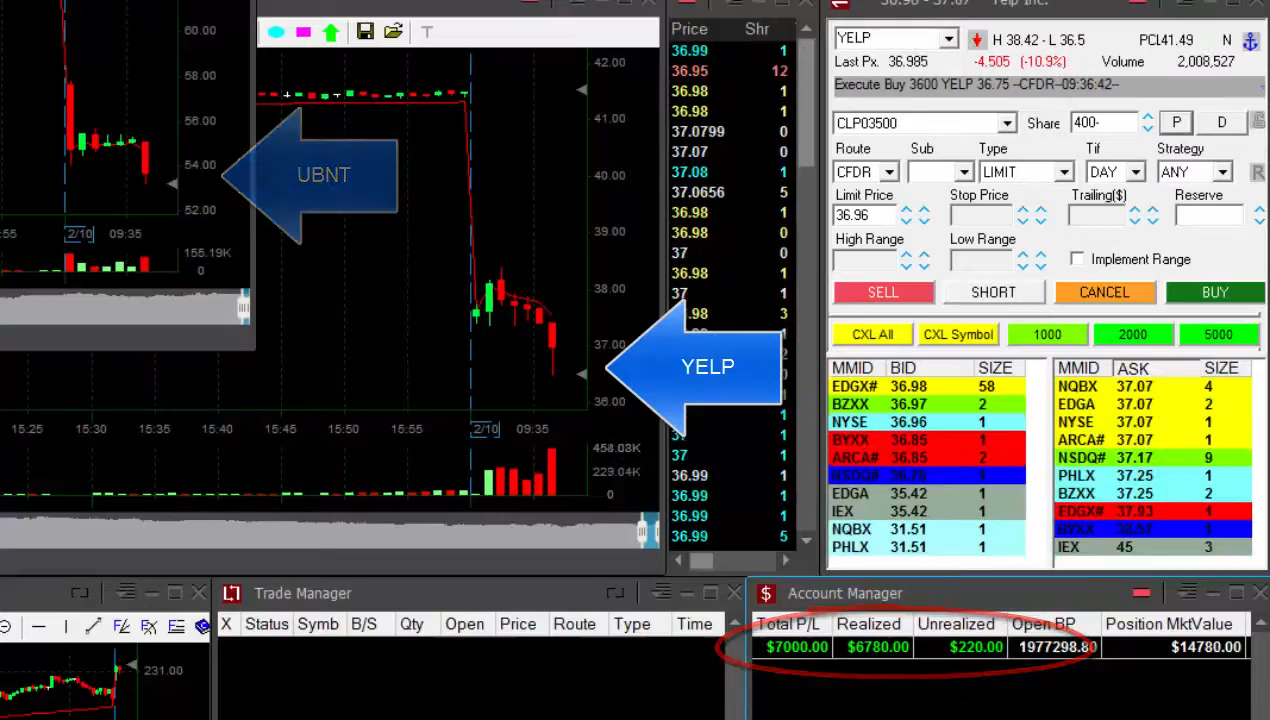 36.98 - 37.07 Yelp Inc.
60.00
58.00
56.00
54.00
52.00
:55 2/10 09:35
155.19K
0
UBNT
T
42.00
41.00
40.00
39.00
38.00
37.00
36.00
15:25 15:30 15:35 15:40 15:45 15:50 15:55 2/10 09:35
458.08K
229.04K
0
YELP
Price Shr
36.99 1
36.95 12
36.98 1
36.98 1
37.0799 0
37.07 0
37.08 1
37.0656 5
36.98 1
36.98 0
37 0
36.98 1
37 1
.98 3
1
37 1
36.99 1
36.99 1
36.99 1
36.99 5
YELP H 38.42 - L 36.5 PCL41.49 N
Last Px. 36.985 -4.505 (-10.9%) Volume 2,008,527
Execute Buy 3600 YELP 36.75 --CFDR--09:36:42--
CLP03500 Share 400- P D
Route Sub Type Tif Strategy
CFDR LIMIT DAY ANY R
Limit Price Stop Price Trailing($) Reserve
36.96
High Range Low Range
Implement Range
SELL SHORT CANCEL BUY
CXL All CXL Symbol 1000 2000 5000
MMID BID SIZE
EDGX# 36.98 58
BZXX 36.97 2
NYSE 36.96 1
BYXX 36.85 1
ARCA# 36.85 2
NSDQ# 36.78 1
EDGA 35.42 1
IEX 35.42 1
NQBX 31.51 1
PHLX 31.51 1
MMID ASK SIZE
NQBX 37.07 4
EDGA 37.07 2
NYSE 37.07 1
ARCA# 37.07 1
NSDQ# 37.17 9
PHLX 37.25 1
BZXX 37.25 2
EDGX# 37.93 1
BYXX 38.57 1
IEX 45 3
231.00
Trade Manager
X Status Symb B/S Qty Open Price Route Type Time
$ Account Manager
Total P/L Realized Unrealized Open BP Position MktValue
$7000.00 $6780.00 $220.00 1977298.80 $14780.00